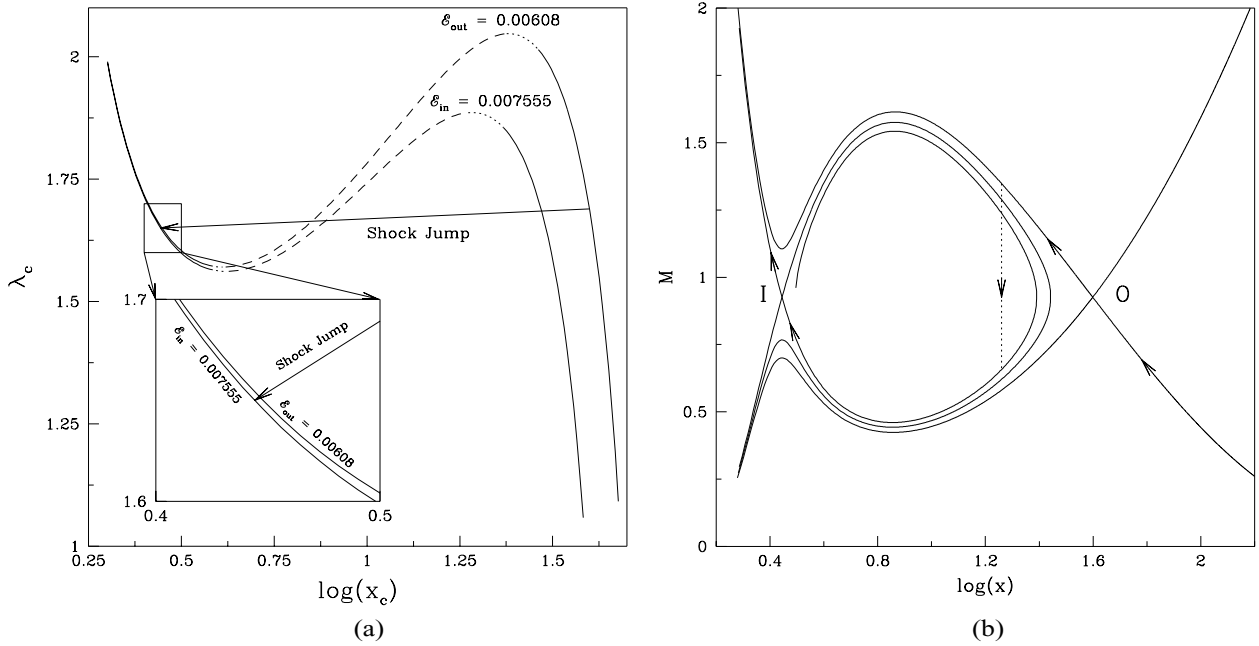 2
1.75
1.5
1.25
1
0.25
0.5
0.75
1
1.25
1.5
λc
log(xc)
ℰout = 0.00608
ℰin = 0.007555
Shock Jump
1.7
1.6
0.4
0.5
Shock Jump
ℰin = 0.007555
ℰout = 0.00608
(a)
2
1.5
1
0.5
0
0.4
0.8
1.2
1.6
2
M
log(x)
I
O
(b)